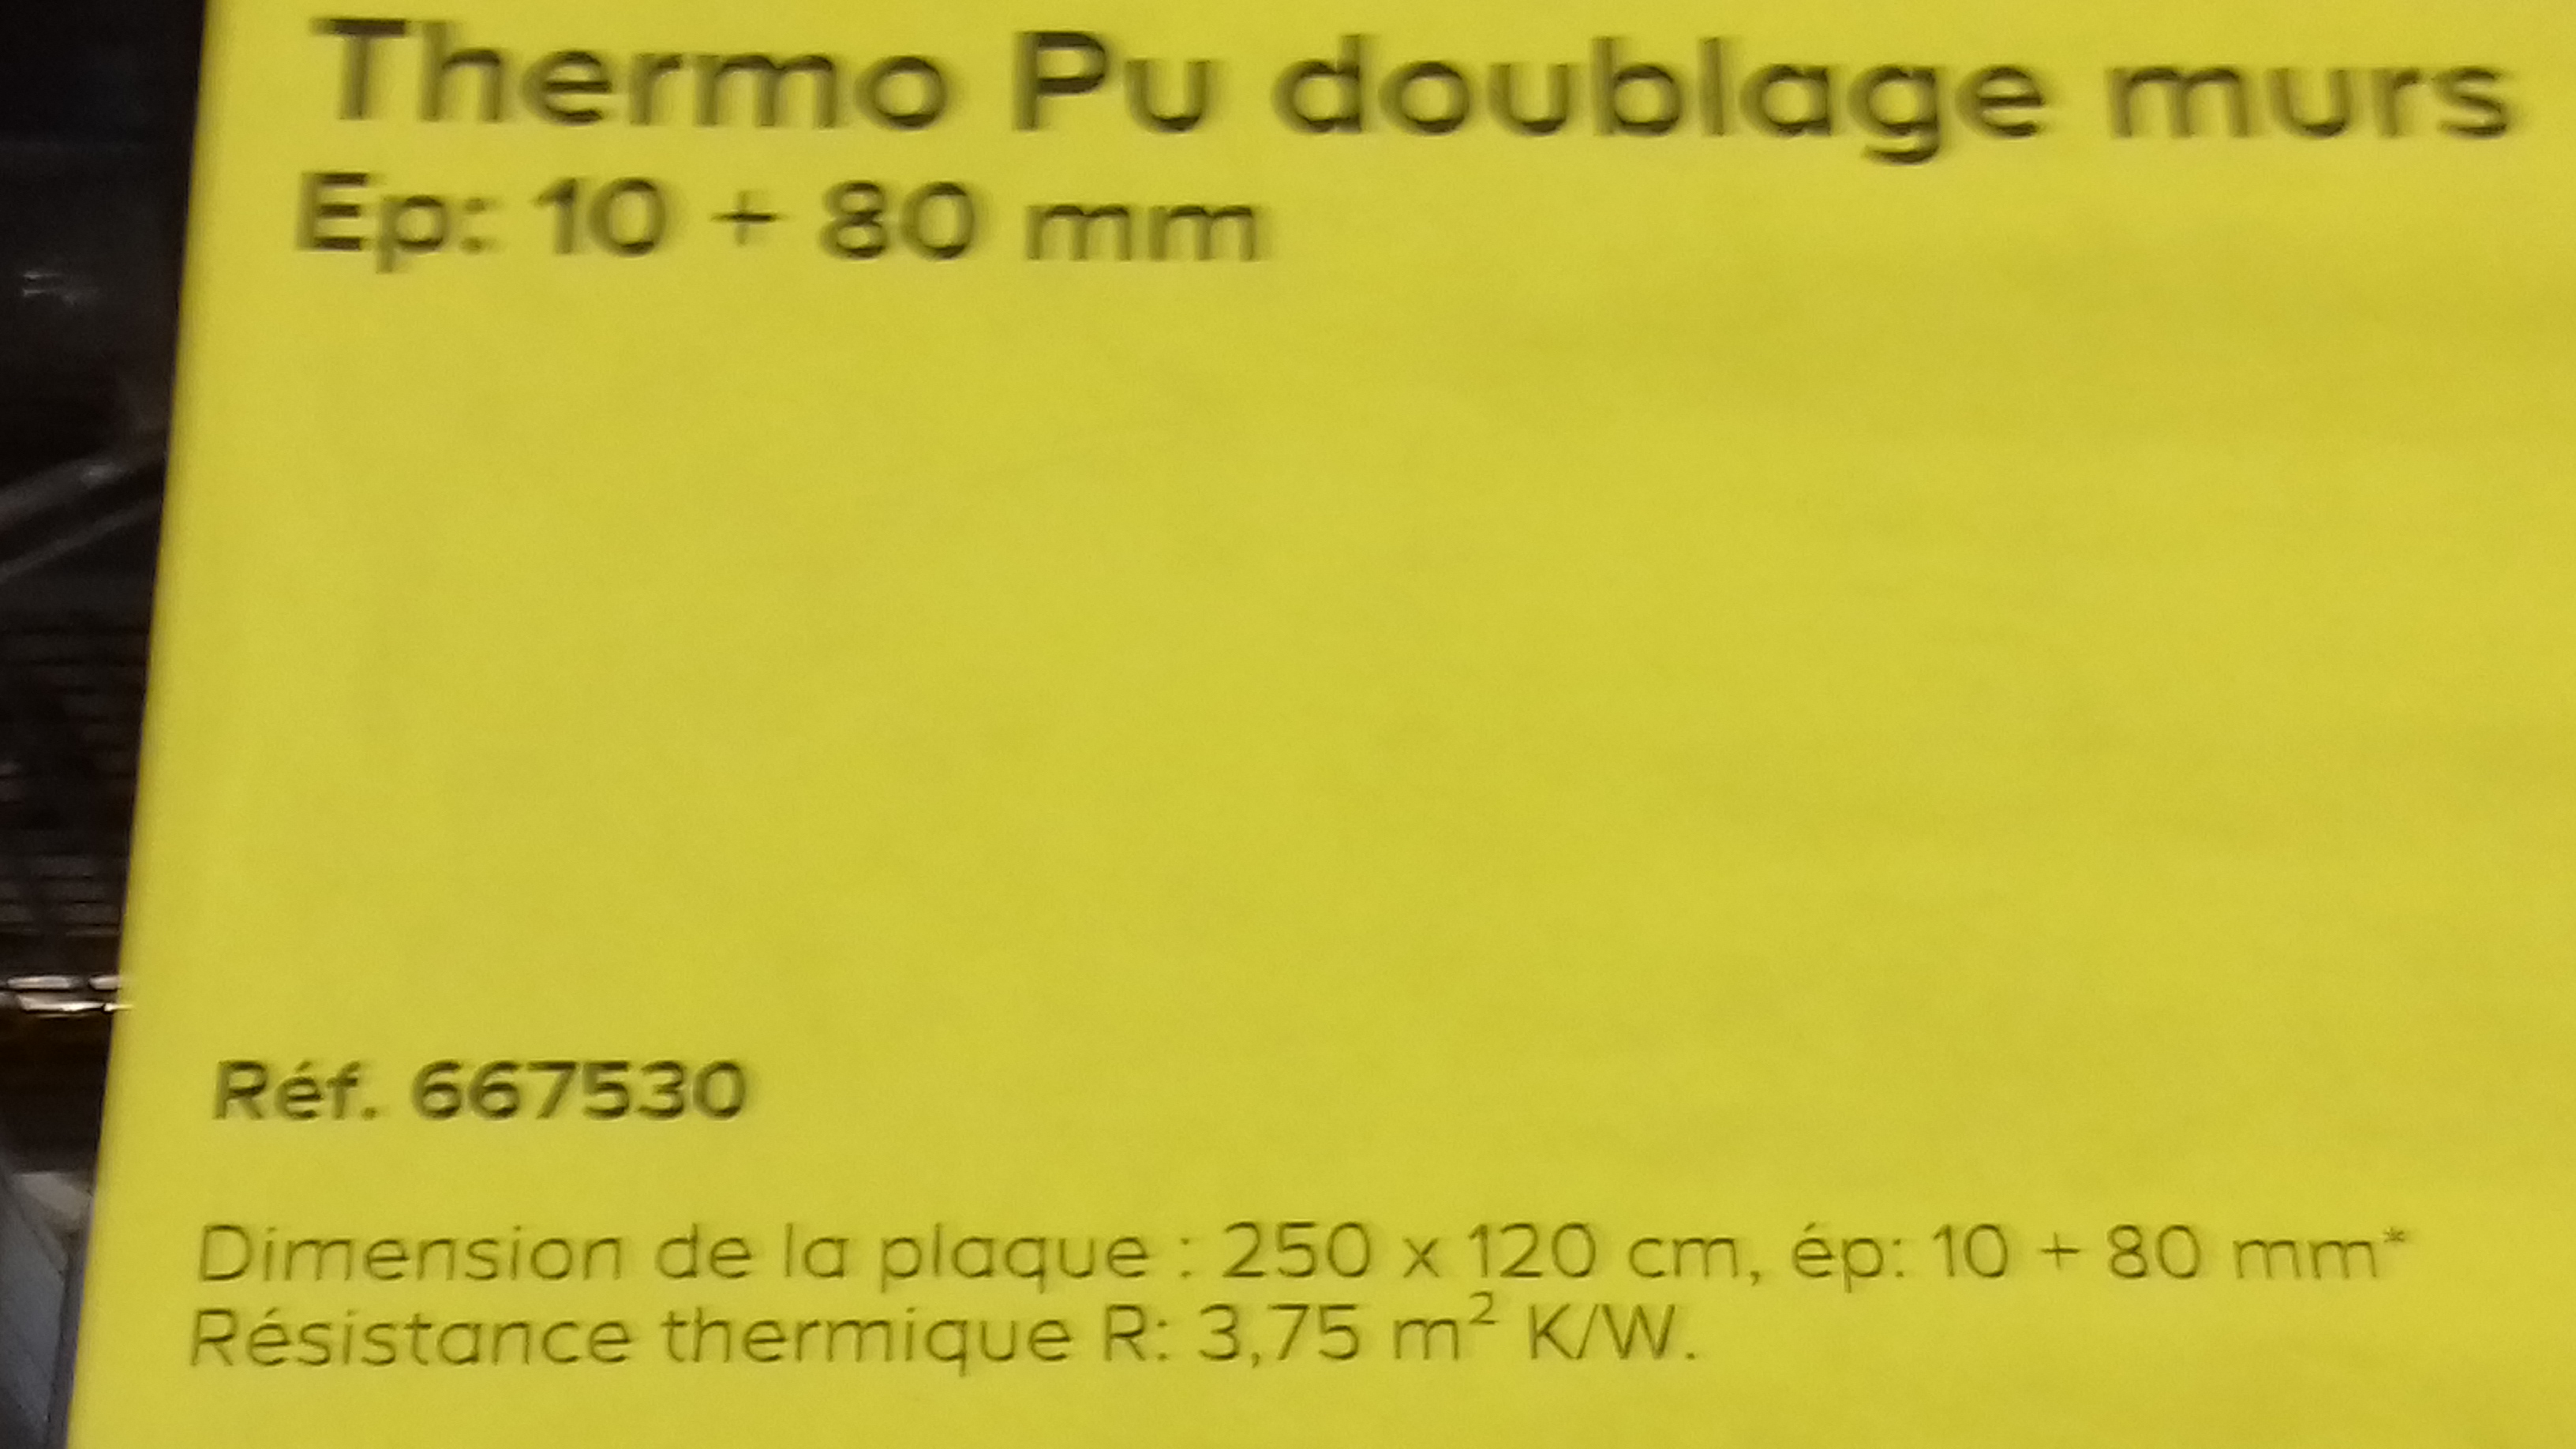 Thermo Pu doublage murs
Ep: 10 + 80 mm
Réf. 667530
Dimension de la plaque : 250 x 120 cm, ép: 10 + 80 mm*
Résistance thermique R: 3,75 m² K/W.